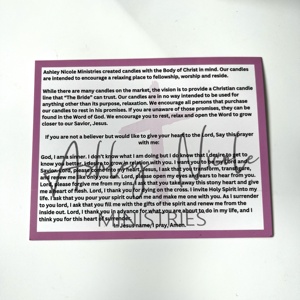 Ashley Nicole Ministries created candles with the Body of Christ in mind. Our candles
are intended to encourage a relaxing place to fellowship, worship and reside.
While there are many candles on the market, the vision is to provide a Christian candle
line that "The Bride" can trust. Our candles are in no way intended to be used for
anything other than its purpose, relaxation. We encourage all persons that purchase
our candles to rest in his promises. If you are unaware of those promises, they can be
found in the Word of God. We encourage you to rest, relax and open the Word to grow
closer to our Savior, Jesus.
If you are not a believer but would like to give your heart to the Lord, Say this prayer
with me:
God, I am a sinner. I don't know what I am doing but I do know that I desire to get to
know you better. I desire to grow in relation with you. I
transform, translate,
and renew me like only you can. Lord, please open my eyes and ears to hear from you.
Lord, please forgive me from my sins. I ask that you take away this stony heart and give
me a heart of flesh. Lord, I thank you for dying on the cross. I invite Holy Spirit into my
life. I ask that you pour your spirit out on me and make me one with you. As I surrender
to you lord, I ask that you fill me with the gifts of the spirit and renew me from the
inside out. Lord, I thank you in advance for what you are about to do in my life, and I
thank you for this heart
In Jesus name, I pray, Amen.
Ashley Nicole
MINISTRIES